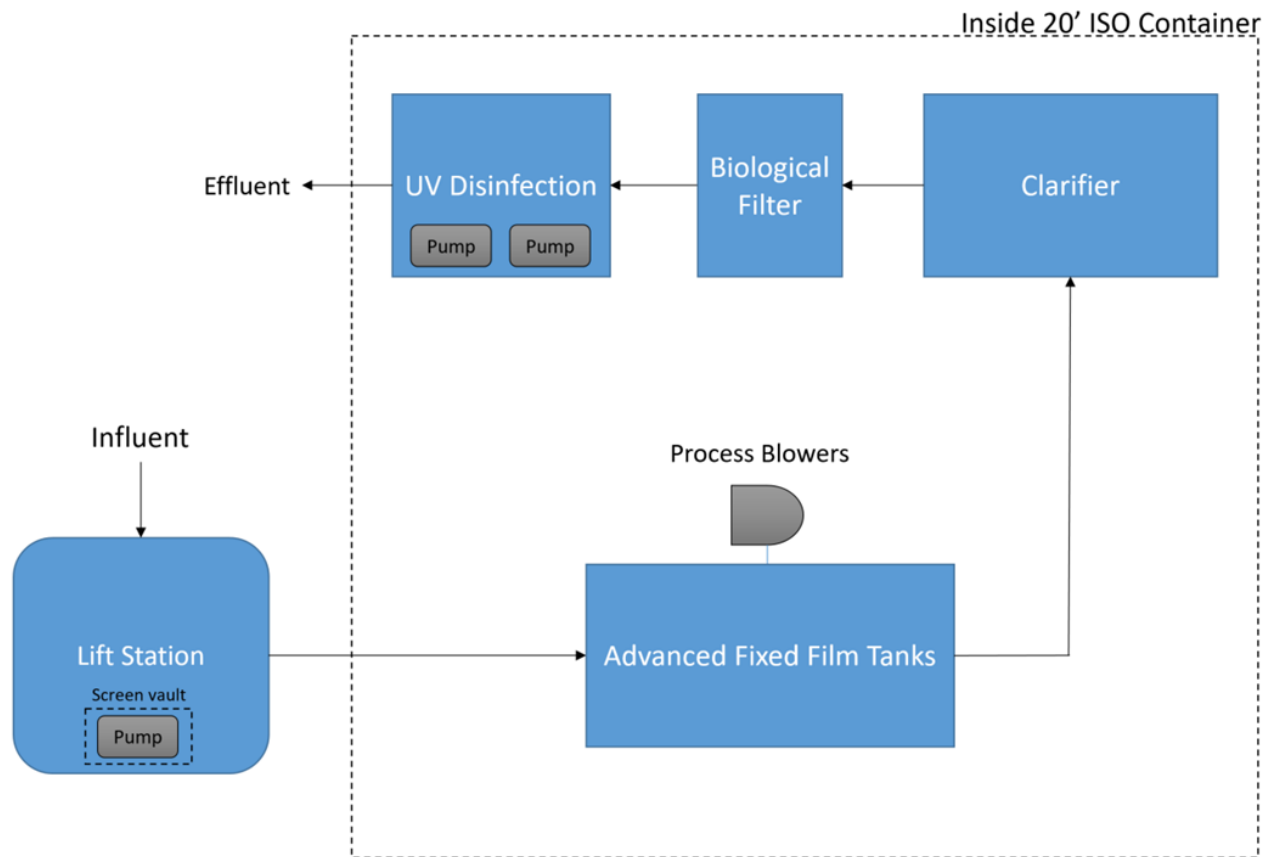 Inside 20’ ISO Container
Effluent
UV Disinfection
Pump
Pump
Biological
Filter
Clarifier
Influent
Process Blowers
Lift Station
Screen vault
Pump
Advanced Fixed Film Tanks